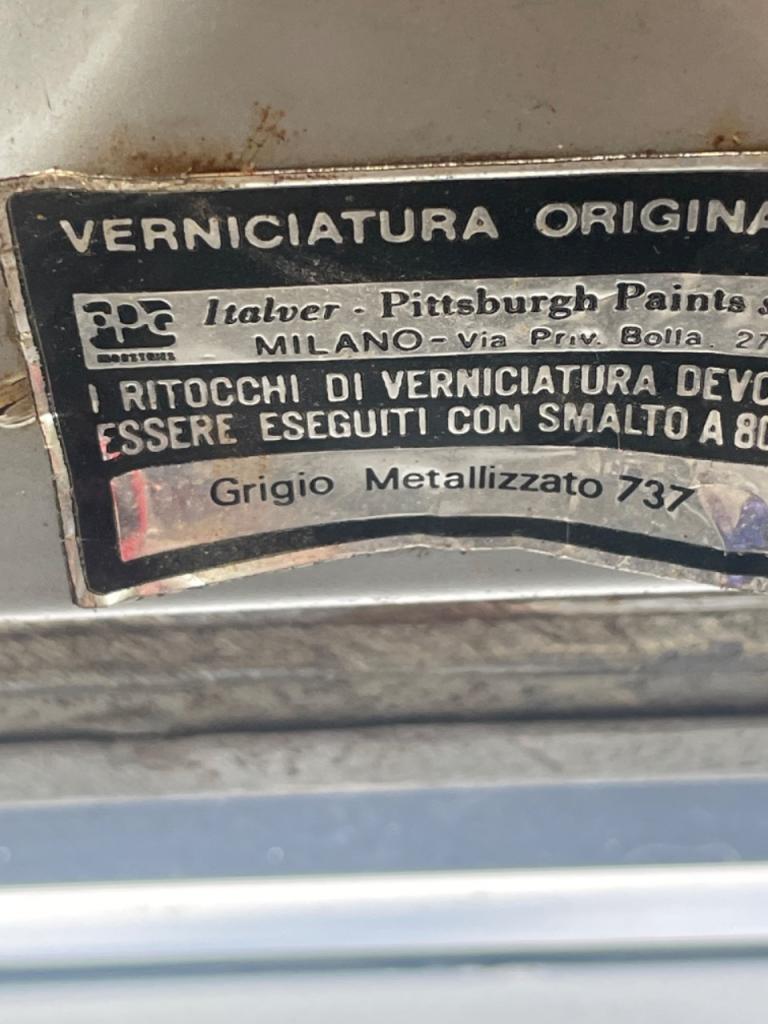 VERNICIATURA ORIGINA
PPG Italver - Pittsburgh Paints s
INDUSTRIES MILANO - Via Priv. Bolla. 27
I RITOCCHI DI VERNICIATURA DEVO
ESSERE ESEGUITI CON SMALTO A 80
Grigio Metallizzato 737